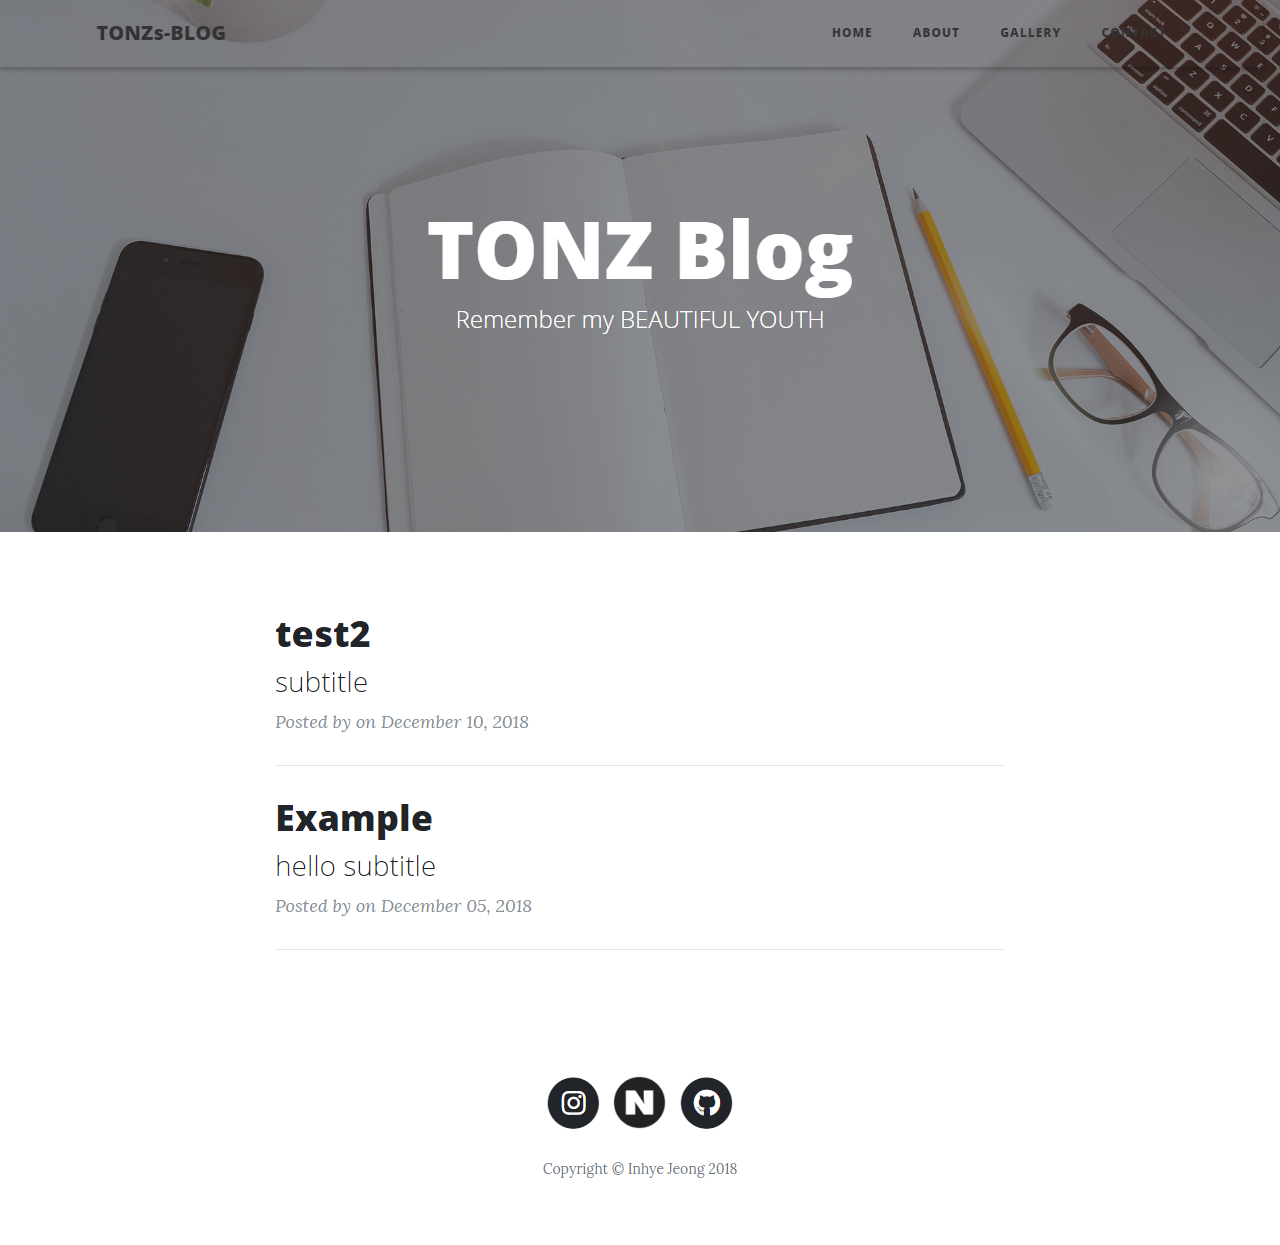 TONZs-BLOG
HOME ABOUT GALLERY CONTACT
TONZ Blog
Remember my BEAUTIFUL YOUTH
test2
subtitle
Posted by on December 10, 2018
Example
hello subtitle
Posted by on December 05, 2018
N
Copyright © Inhye Jeong 2018